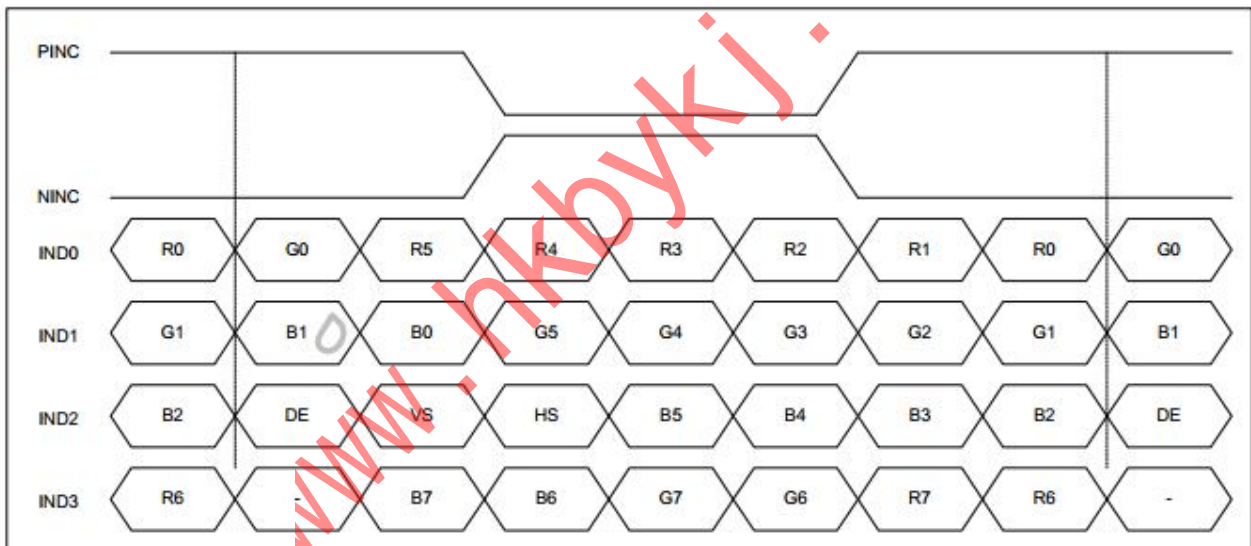 PINC
NINC
IND0 R0 G0 R5 R4 R3 R2 R1 R0 G0
IND1 G1 B1 B0 G5 G4 G3 G2 G1 B1
IND2 B2 DE VS HS B5 B4 B3 B2 DE
IND3 R6 - B7 B6 G7 G6 R7 R6 -
www.hkbykj.